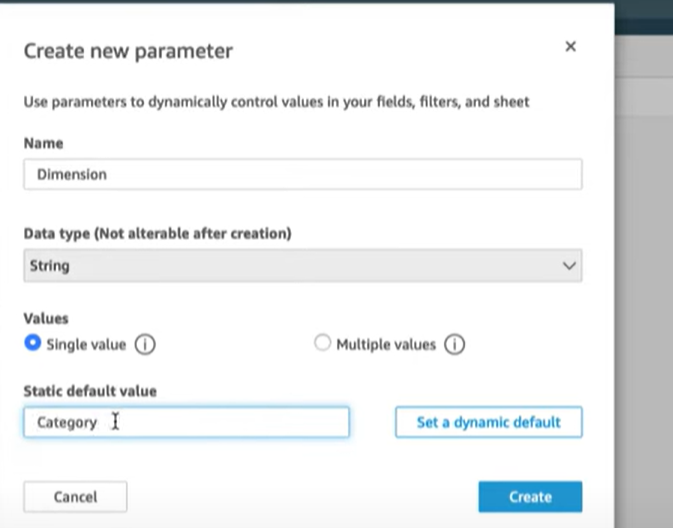 Create new parameter
Use parameters to dynamically control values in your fields, filters, and sheet
Name
Dimension
Data type (Not alterable after creation)
String
Values
Single value
Multiple values
Static default value
Category
Set a dynamic default
Cancel
Create